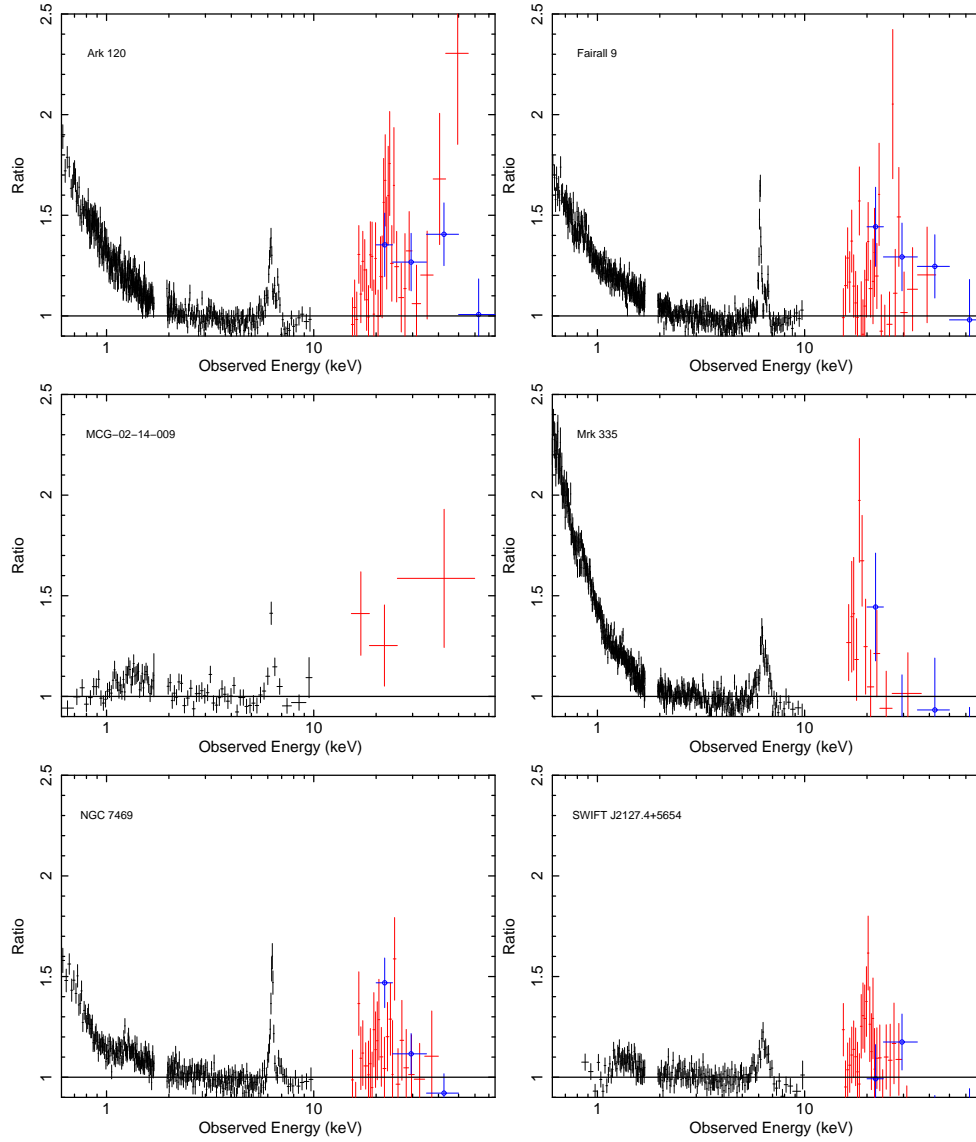 Ark 120
Ratio
1
1.5
2
2.5
1
10
Observed Energy (keV)
Fairall 9
Ratio
1
1.5
2
2.5
1
10
Observed Energy (keV)
MCG−02−14−009
Ratio
1
1.5
2
2.5
1
10
Observed Energy (keV)
Mrk 335
Ratio
1
1.5
2
2.5
1
10
Observed Energy (keV)
NGC 7469
Ratio
1
1.5
2
2.5
1
10
Observed Energy (keV)
SWIFT J2127.4+5654
Ratio
1
1.5
2
2.5
1
10
Observed Energy (keV)